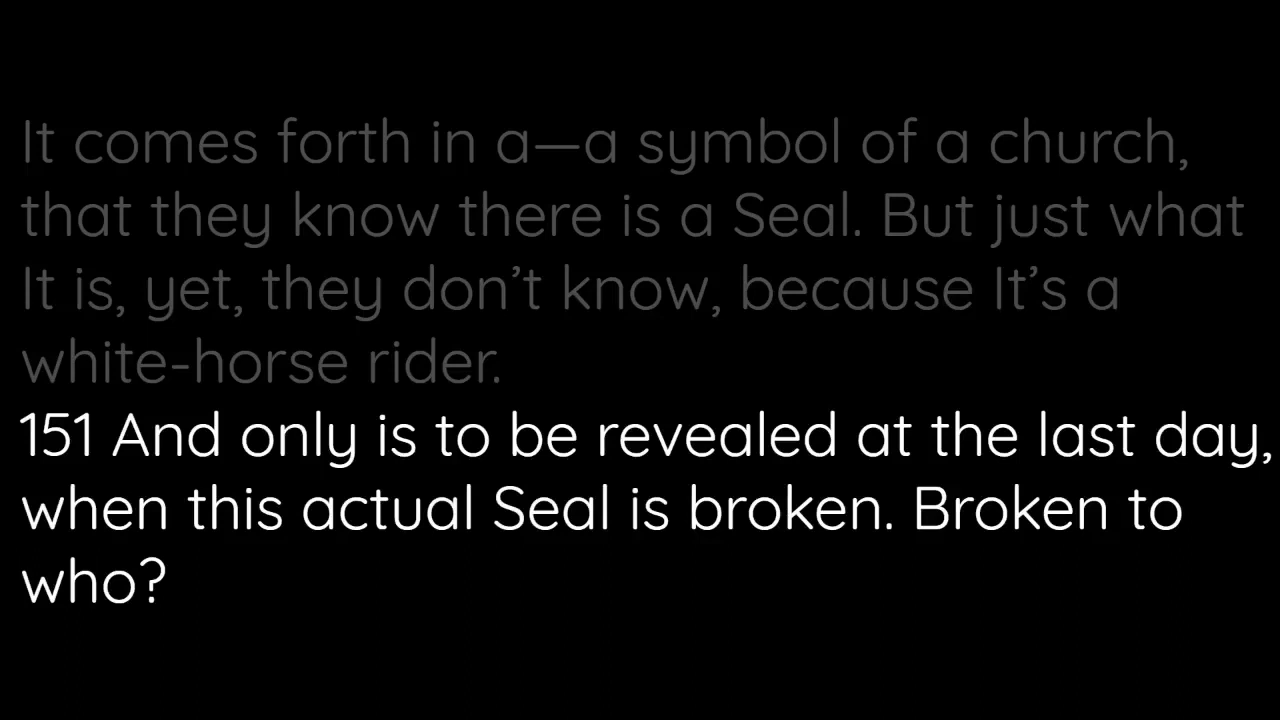 It comes forth in a—a symbol of a church,
that they know there is a Seal. But just what
It is, yet, they don’t know, because It’s a
white-horse rider.
151 And only is to be revealed at the last day,
when this actual Seal is broken. Broken to
who?